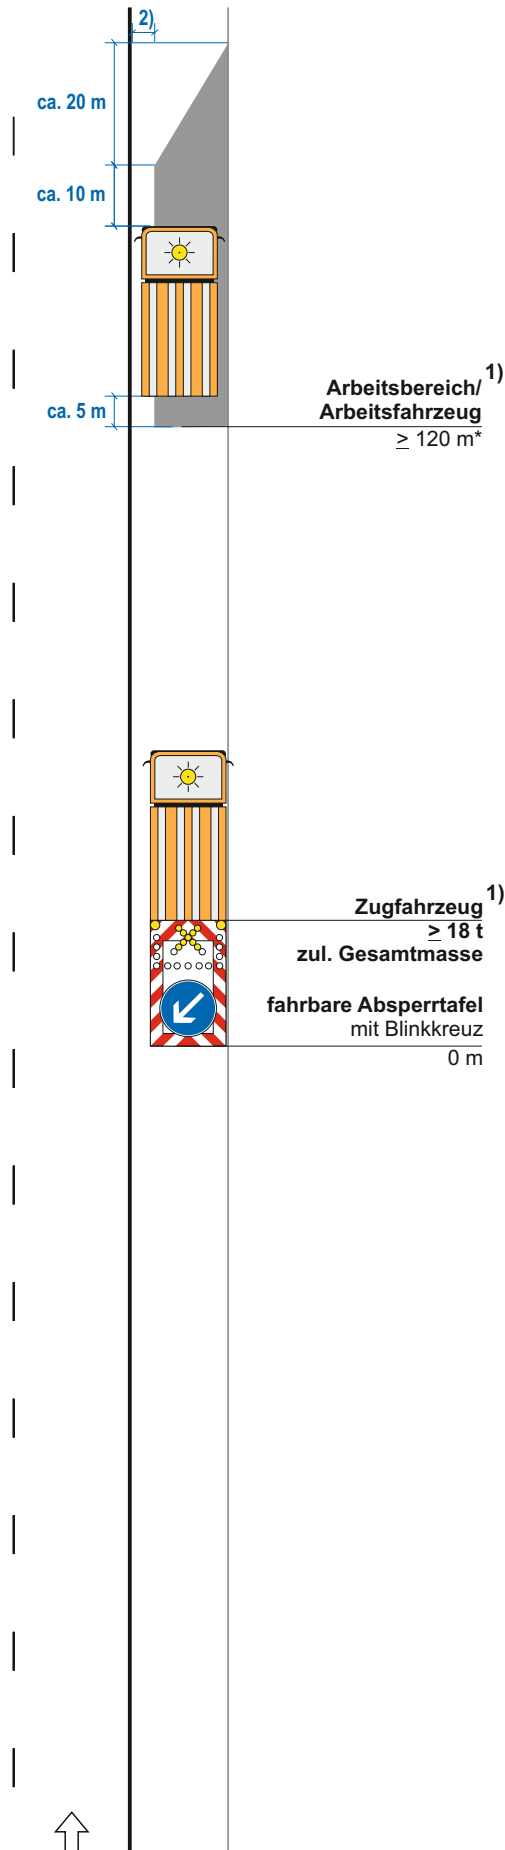 2)
ca. 20 m
ca. 10 m
ca. 5 m
Arbeitsbereich/ 1)
Arbeitsfahrzeug
≥ 120 m*
Zugfahrzeug 1)
≥ 18 t
zul. Gesamtmasse
fahrbare Absperrtafel
mit Blinkkreuz
0 m